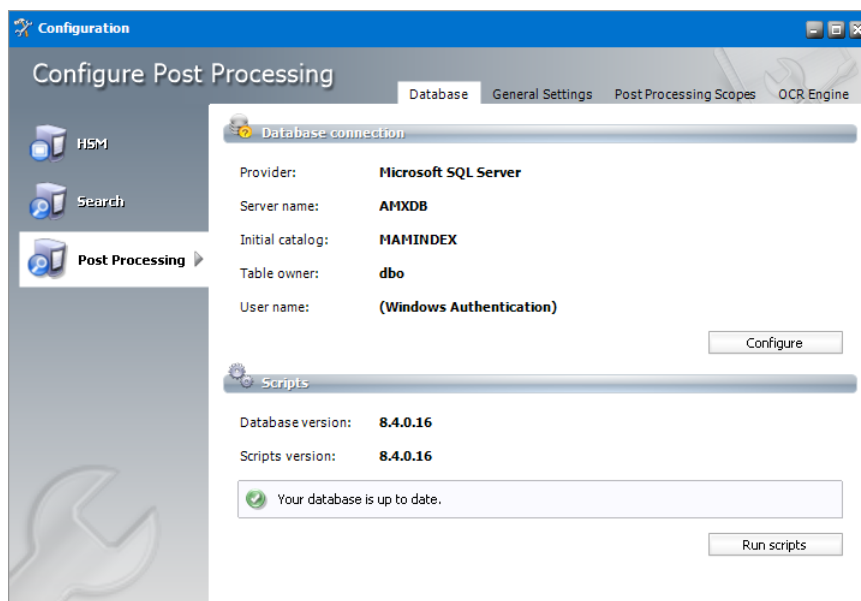 Configuration
Configure Post Processing
Database General Settings Post Processing Scopes OCR Engine
HSM
Search
Post Processing
Database connection
Provider: Microsoft SQL Server
Server name: AMXDB
Initial catalog: MAMINDEX
Table owner: dbo
User name: (Windows Authentication)
Configure
Scripts
Database version: 8.4.0.16
Scripts version: 8.4.0.16
Your database is up to date.
Run scripts